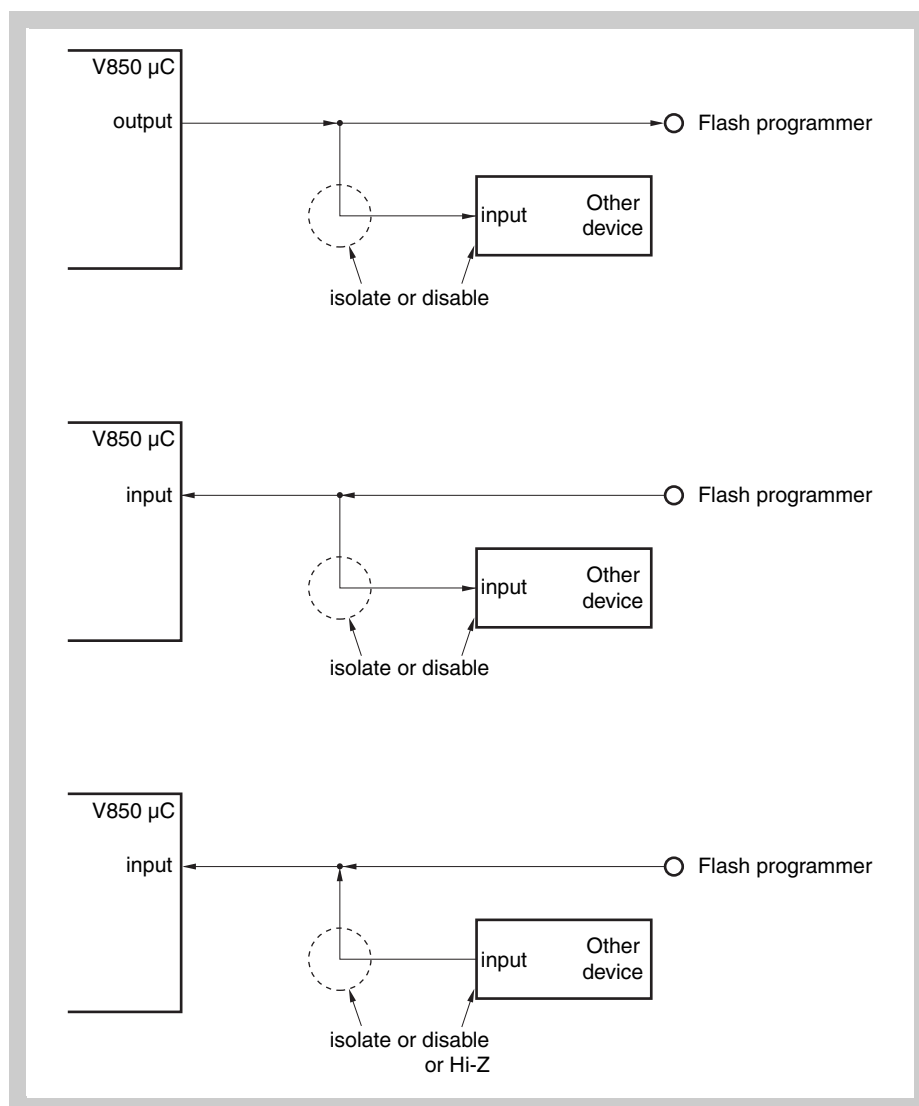 V850 µC
output
Flash programmer
input
Other
device
isolate or disable
V850 µC
input
Flash programmer
input
Other
device
isolate or disable
V850 µC
input
Flash programmer
input
Other
device
isolate or disable
or Hi-Z